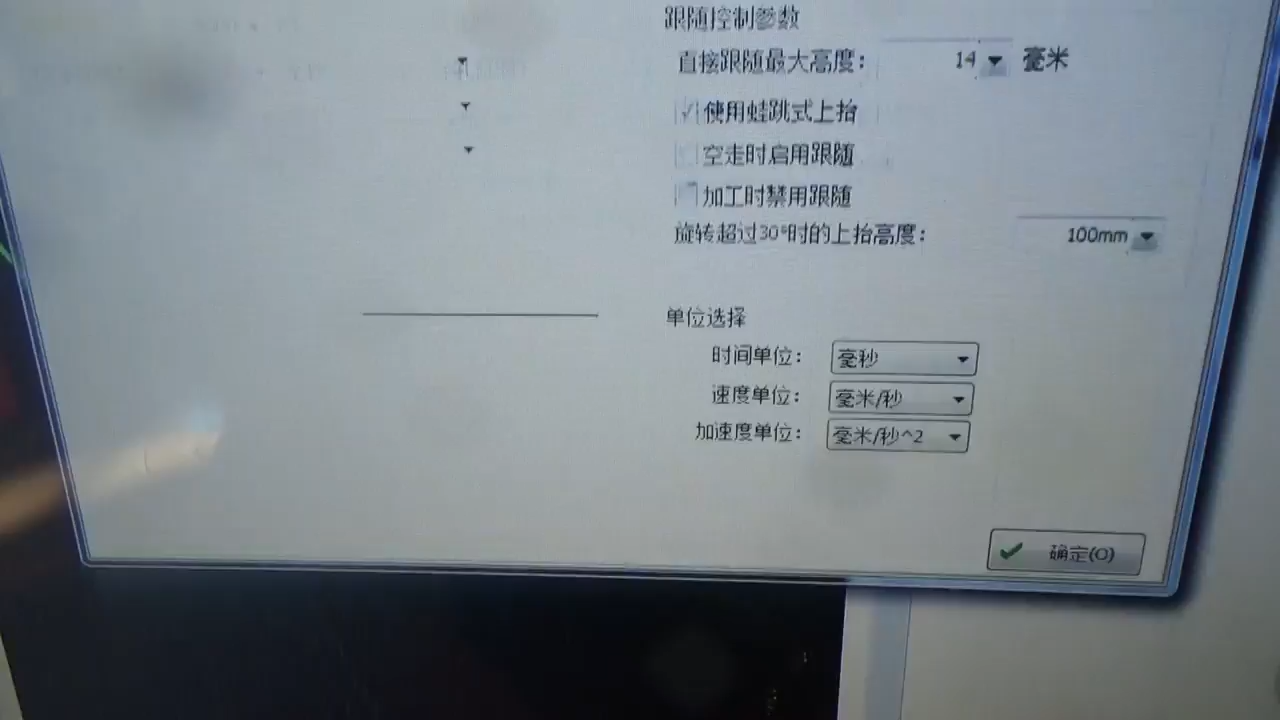 跟随控制参数
直接跟随最大高度： 14 毫米
使用蛙跳式上抬
空走时启用跟随
加工时禁用跟随
旋转超过30°时的上抬高度： 100mm
单位选择
时间单位： 毫秒
速度单位： 毫米/秒
加速度单位： 毫米/秒^2
确定(O)